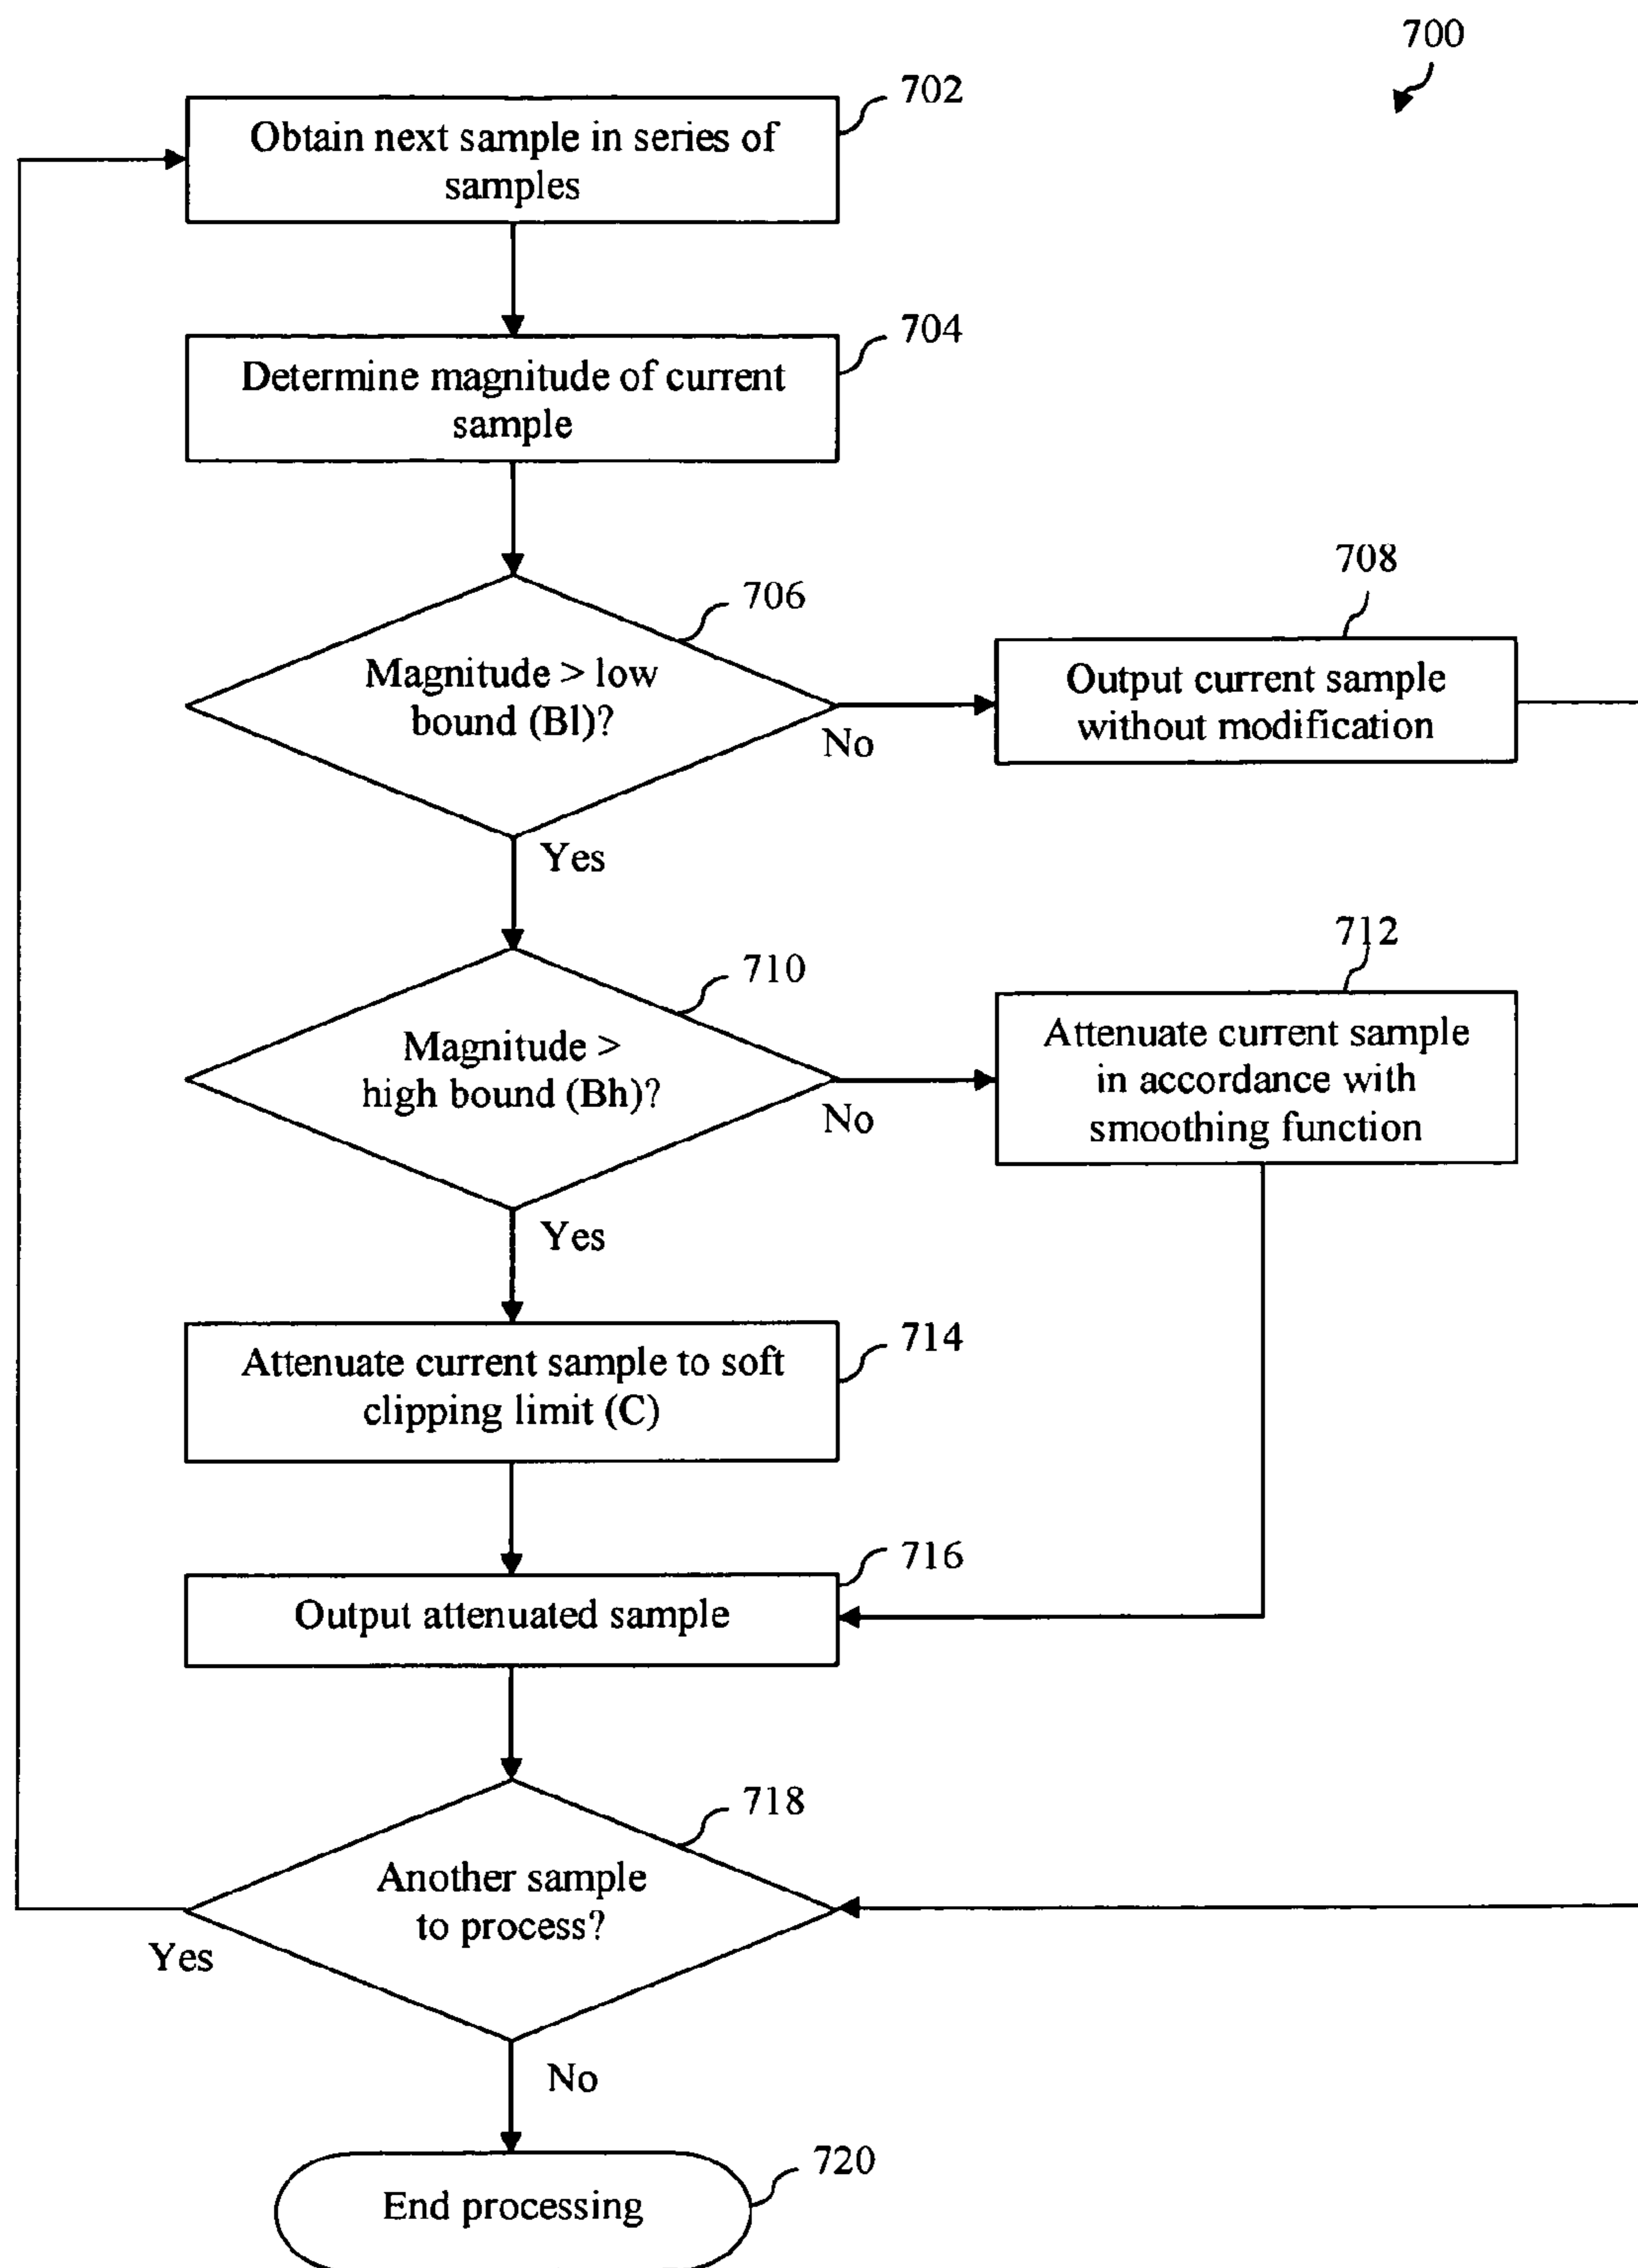 700
702
Obtain next sample in series of
samples
704
Determine magnitude of current
sample
706
Magnitude > low
bound (Bl)?
No
Yes
708
Output current sample
without modification
710
Magnitude >
high bound (Bh)?
No
Yes
712
Attenuate current sample
in accordance with
smoothing function
714
Attenuate current sample to soft
clipping limit (C)
716
Output attenuated sample
718
Another sample
to process?
Yes
No
720
End processing